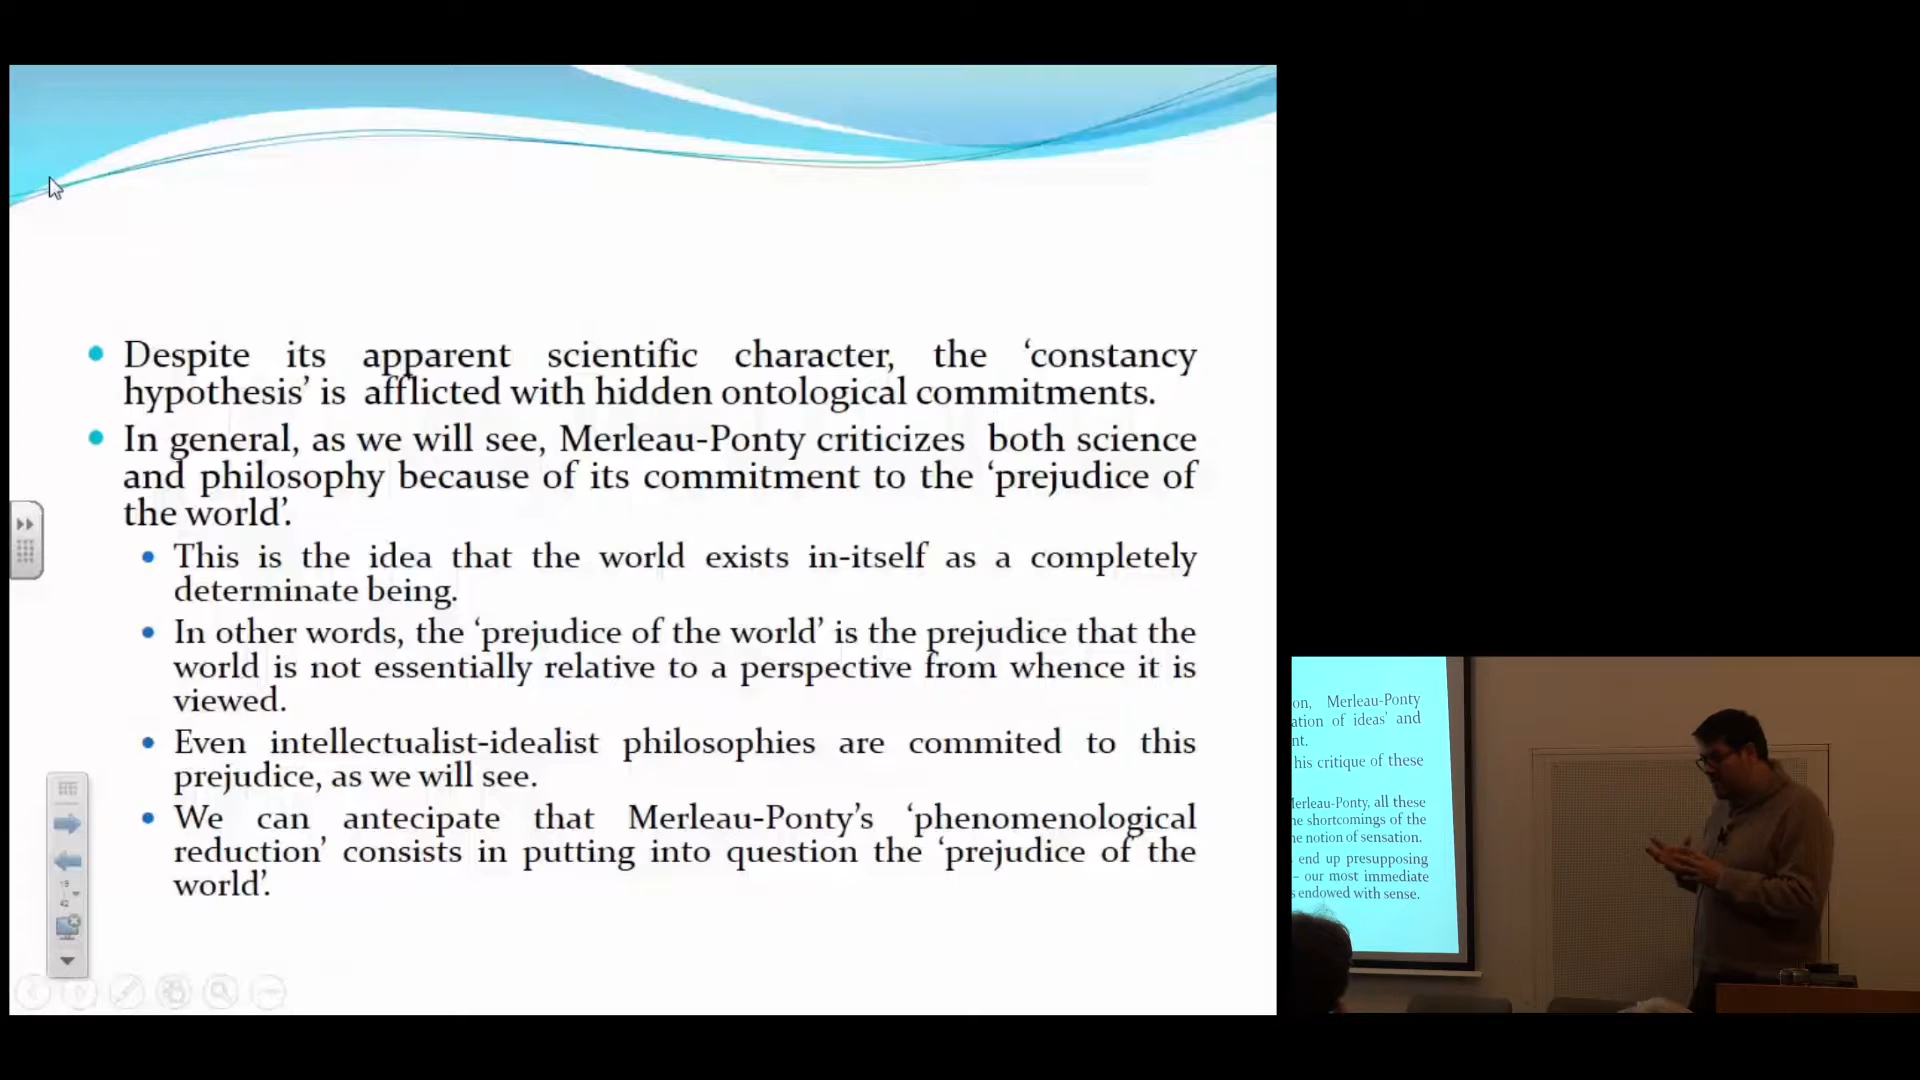 Despite its apparent scientific character, the ‘constancy
hypothesis’ is afflicted with hidden ontological commitments.
In general, as we will see, Merleau-Ponty criticizes both science
and philosophy because of its commitment to the ‘prejudice of
the world’.
This is the idea that the world exists in-itself as a completely
determinate being.
In other words, the ‘prejudice of the world’ is the prejudice that the
world is not essentially relative to a perspective from whence it is
viewed.
Even intellectualist-idealist philosophies are commited to this
prejudice, as we will see.
We can antecipate that Merleau-Ponty’s ‘phenomenological
reduction’ consists in putting into question the ‘prejudice of the
world’.
19
42
on, Merleau-Ponty
ation of ideas’ and
nt.
his critique of these
Merleau-Ponty, all these
he shortcomings of the
he notion of sensation.
end up presupposing
– our most immediate
s endowed with sense.